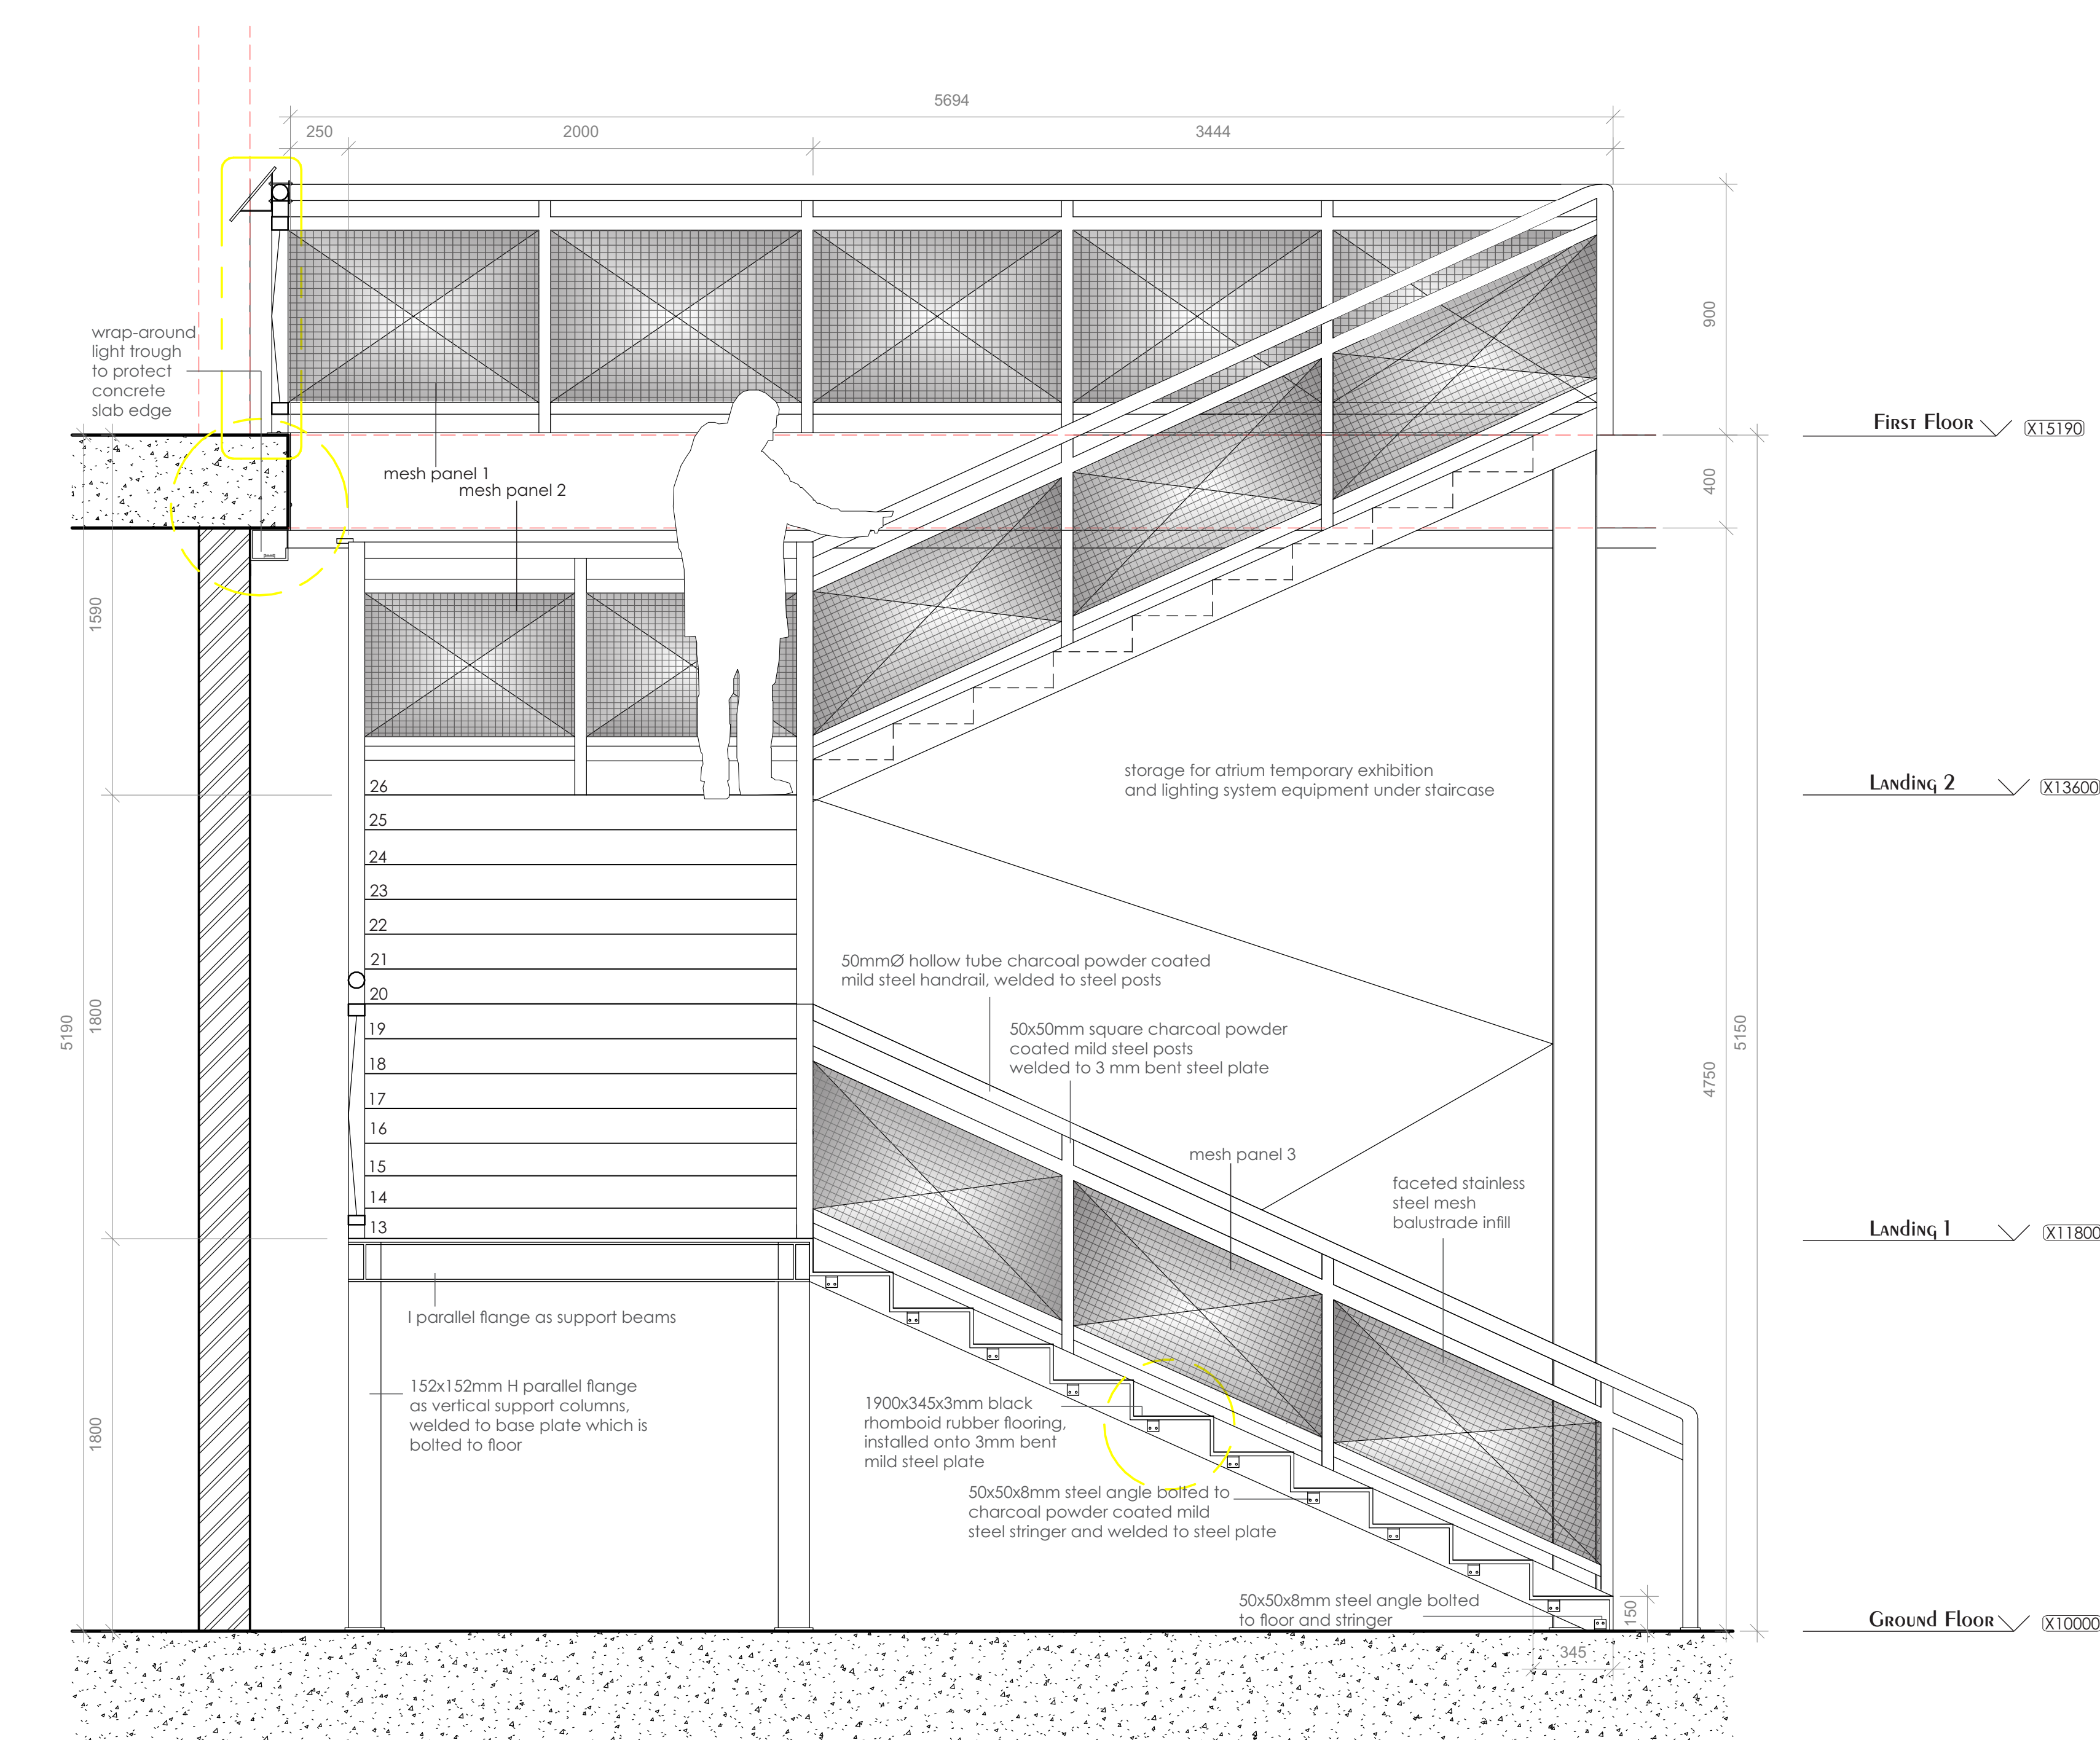 5694
250
2000
3444
900
wrap-around
light trough
to protect
concrete
slab edge
First Floor
X15190
mesh panel 1
mesh panel 2
400
1590
storage for atrium temporary exhibition
and lighting system equipment under staircase
Landing 2
X13600
26
25
24
23
22
21
20
19
18
17
16
15
14
13
50mmØ hollow tube charcoal powder coated
mild steel handrail, welded to steel posts
50x50mm square charcoal powder
coated mild steel posts
welded to 3 mm bent steel plate
5190
1800
5150
4750
mesh panel 3
faceted stainless
steel mesh
balustrade infill
Landing 1
X11800
I parallel flange as support beams
152x152mm H parallel flange
as vertical support columns,
welded to base plate which is
bolted to floor
1900x345x3mm black
rhomboid rubber flooring,
installed onto 3mm bent
mild steel plate
1800
50x50x8mm steel angle bolted to
charcoal powder coated mild
steel stringer and welded to steel plate
50x50x8mm steel angle bolted
to floor and stringer
150
345
Ground Floor
X10000